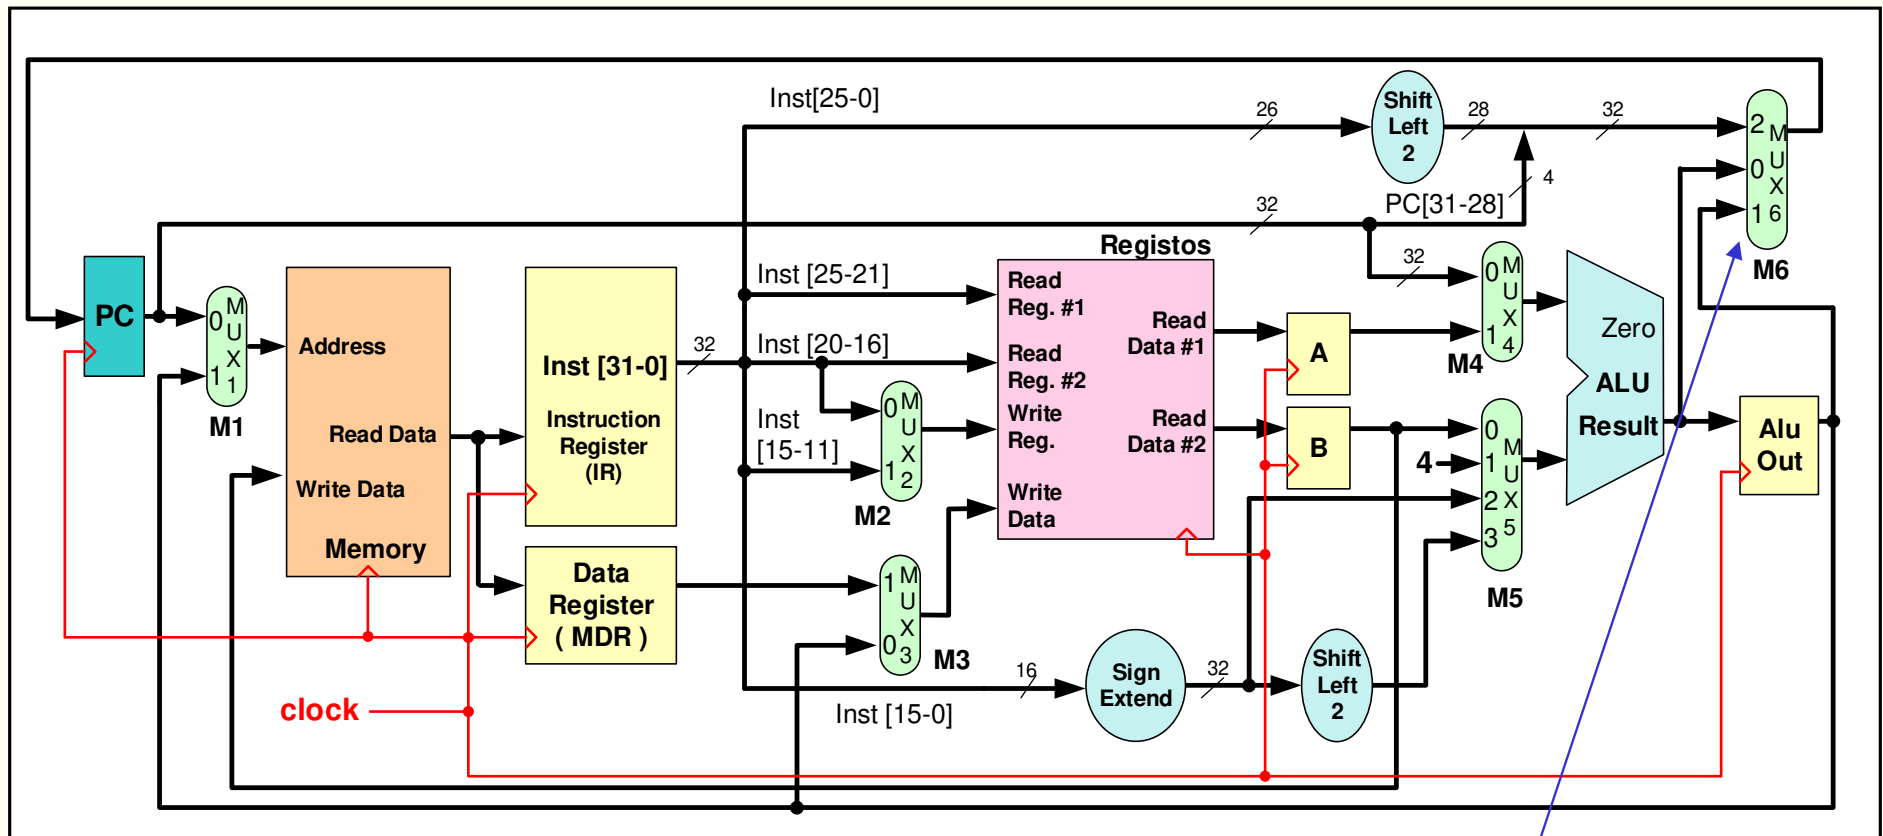 Inst[25-0]
26
Shift
Left
2
28
32
2
0
1
M
U
X
6
M6
PC[31-28]
4
32
32
PC
0
1
M
U
X
1
M1
Address
Read Data
Write Data
Memory
Inst [31-0]
Instruction
Register
(IR)
32
Data
Register
( MDR )
Inst [25-21]
Inst [20-16]
Inst
[15-11]
0
1
M
U
X
2
M2
1
0
M
U
X
3
M3
Registos
Read
Reg. #1
Read
Reg. #2
Write
Reg.
Write
Data
Read
Data #1
Read
Data #2
A
B
0
1
M
U
X
4
M4
4
0
1
2
3
M
U
X
5
M5
Zero
ALU
Result
Alu
Out
16
Inst [15-0]
Sign
Extend
32
Shift
Left
2
clock